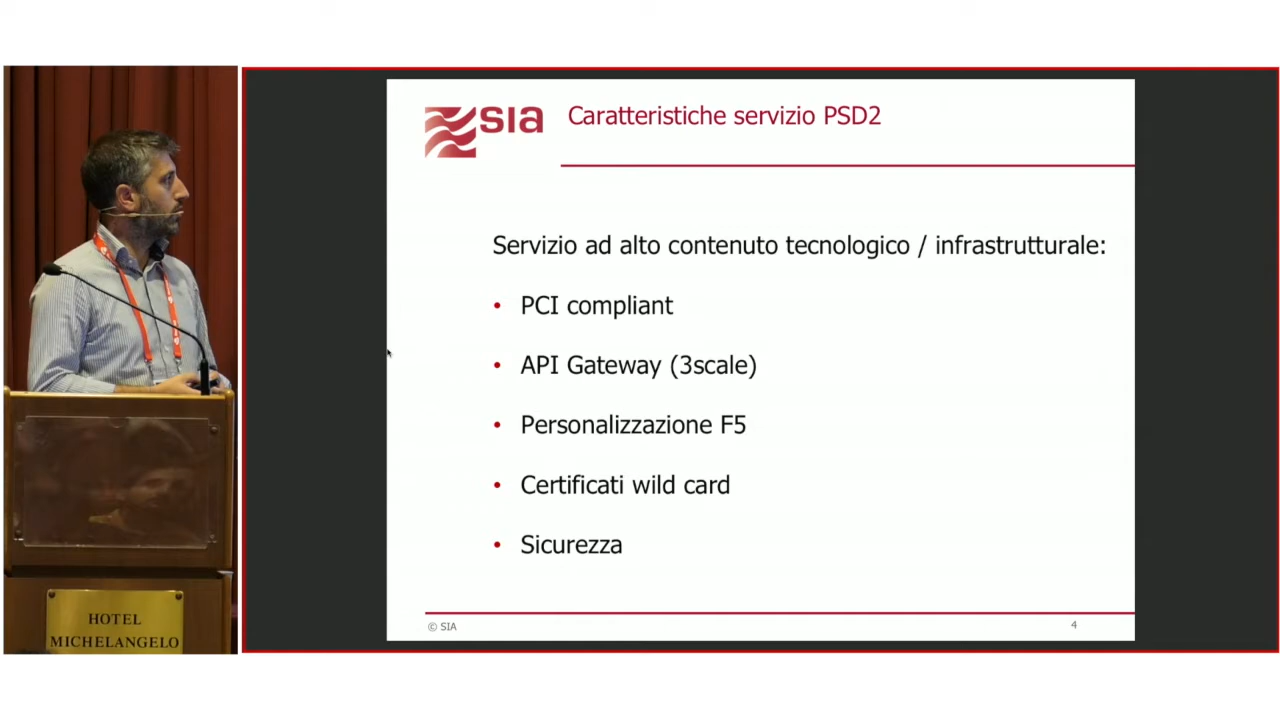 sia
Caratteristiche servizio PSD2
Servizio ad alto contenuto tecnologico / infrastrutturale:
• PCI compliant
• API Gateway (3scale)
• Personalizzazione F5
• Certificati wild card
• Sicurezza
© SIA
4
HOTEL
MICHELANGELO